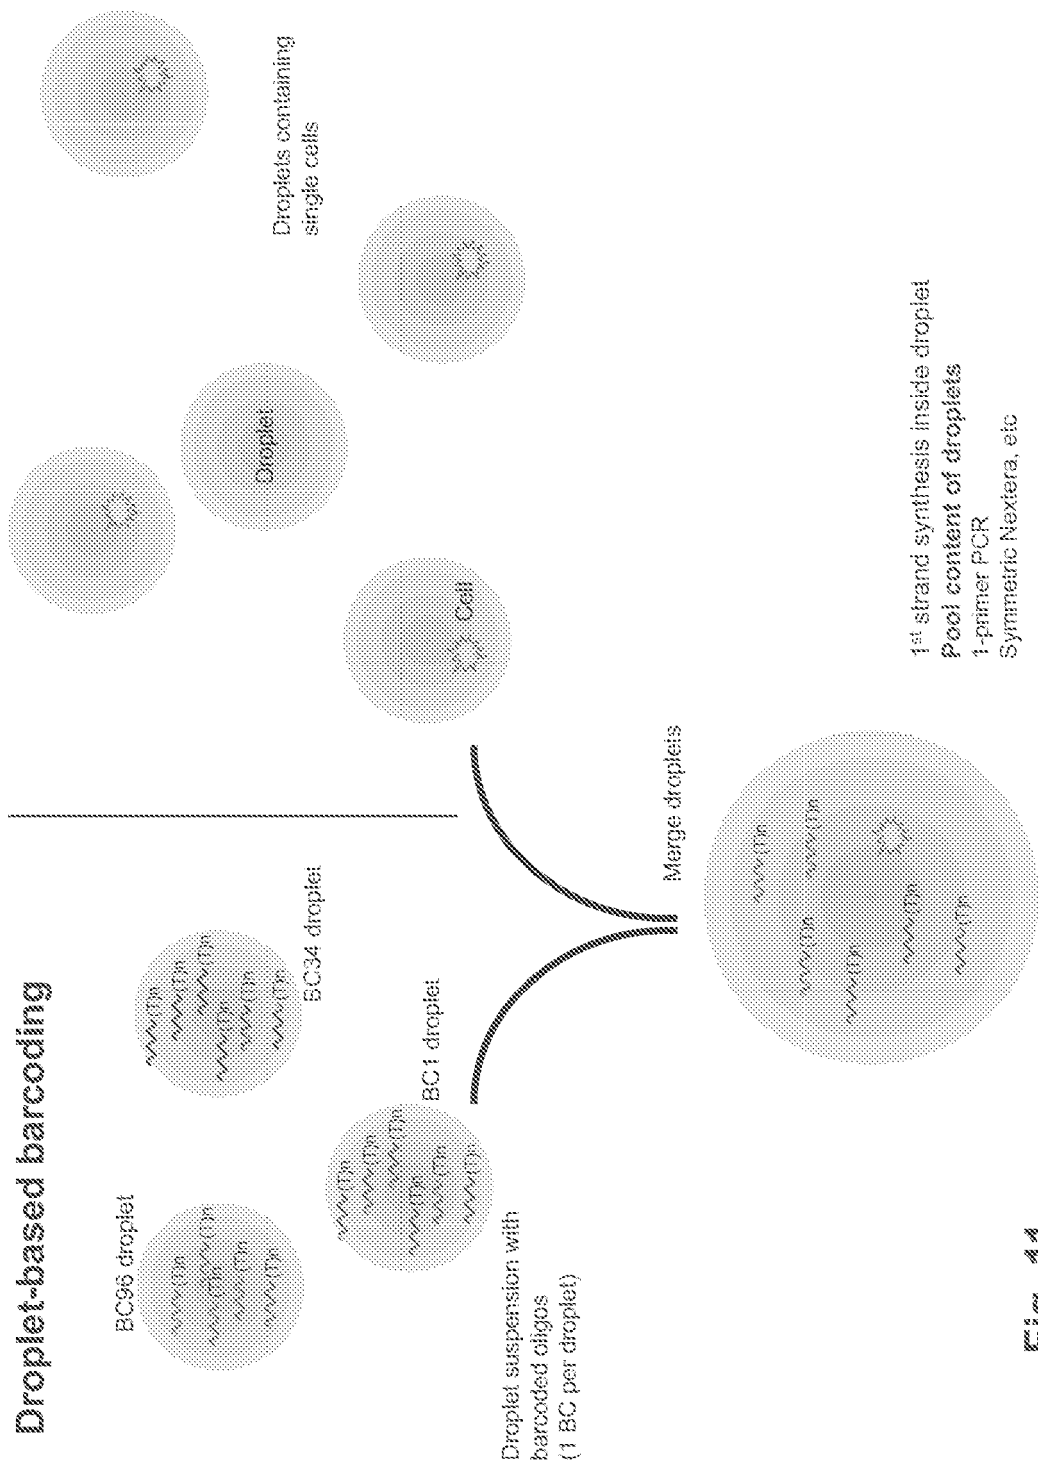 Droplet-based barcoding
BC96 droplet
(T)n
(T)n
(T)n
(T)n
(T)n
BC34 droplet
(T)n
(T)n
(T)n
(T)n
(T)n
(T)n
BC1 droplet
(T)n
(T)n
(T)n
(T)n
(T)n
(T)n
Droplet suspension with
barcoded oligos
(1 BC per droplet)
Droplet
Cell
Droplets containing
single cells
Merge droplets
(T)n
(T)n
(T)n
(T)n
(T)n
(T)n
1st strand synthesis inside droplet
Pool content of droplets
1-primer PCR
Symmetric Nextera, etc
Fig. 11